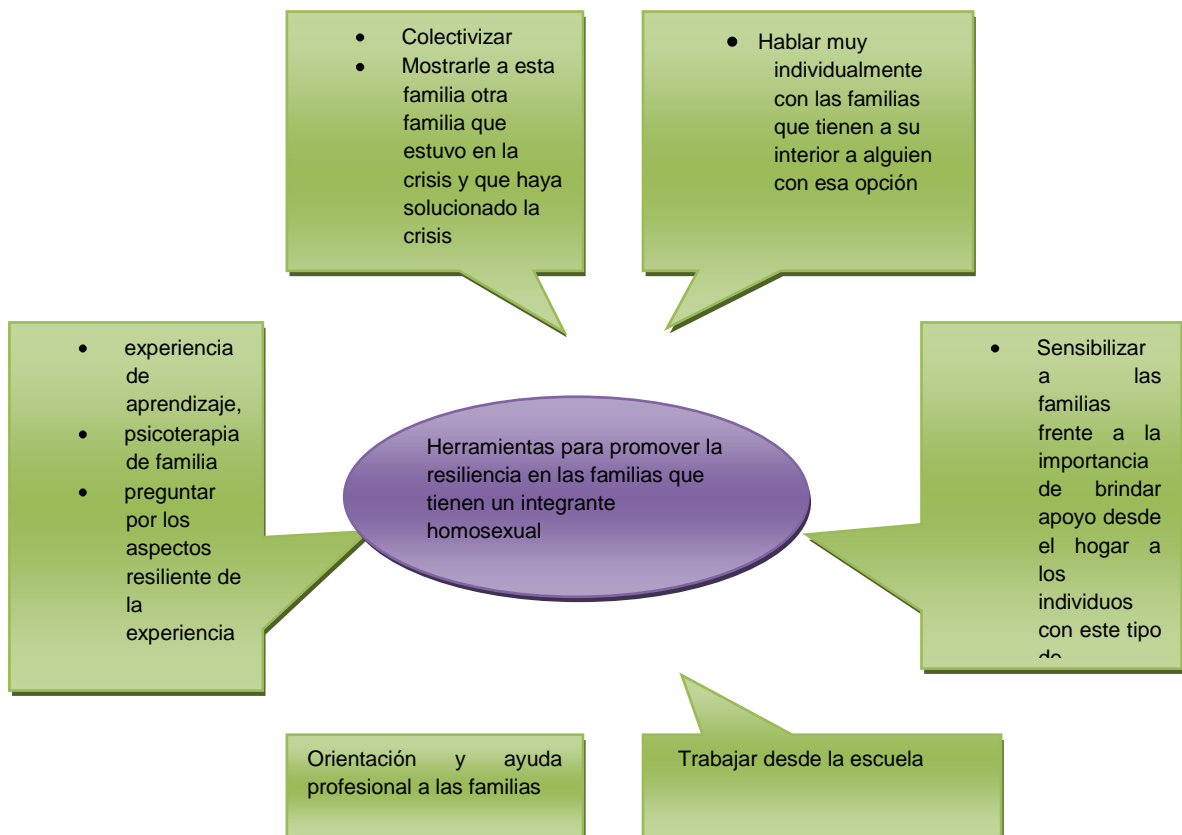 • Colectivizar
• Mostrarle a esta
familia otra
familia que
estuvo en la
crisis y que haya
solucionado la
crisis
• Hablar muy
individualmente
con las familias
que tienen a su
interior a alguien
con esa opción
• experiencia
de
aprendizaje,
• psicoterapia
de familia
• preguntar
por los
aspectos
resiliente de
la
experiencia
Herramientas para promover la
resiliencia en las familias que
tienen un integrante
homosexual
• Sensibilizar
a las
familias
frente a la
importancia
de brindar
apoyo desde
el hogar a
los
individuos
con este tipo
Orientación y ayuda
profesional a las familias
Trabajar desde la escuela